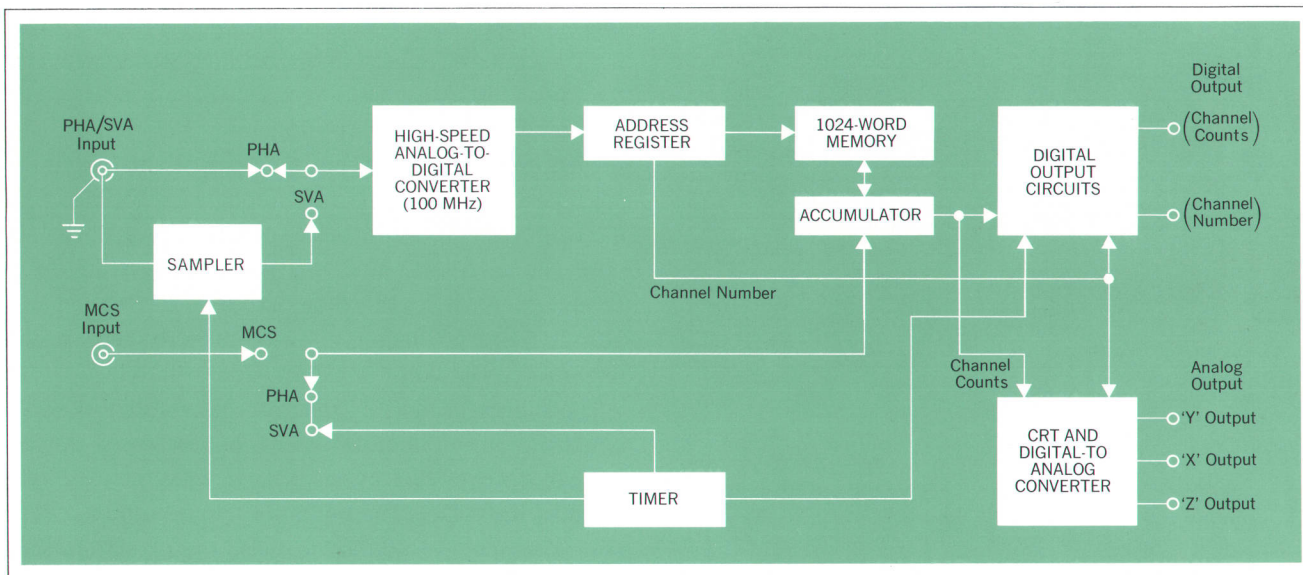 PHA/SVA
Input
PHA
SVA
HIGH-SPEED
ANALOG-TO-
DIGITAL
CONVERTER
(100 MHz)
ADDRESS
REGISTER
1024-WORD
MEMORY
ACCUMULATOR
DIGITAL
OUTPUT
CIRCUITS
Digital
Output
(Channel
Counts)
(Channel
Number)
SAMPLER
Channel Number
MCS
Input
MCS
PHA
SVA
TIMER
Channel
Counts
CRT AND
DIGITAL-TO
ANALOG
CONVERTER
Analog
Output
'Y' Output
'X' Output
'Z' Output